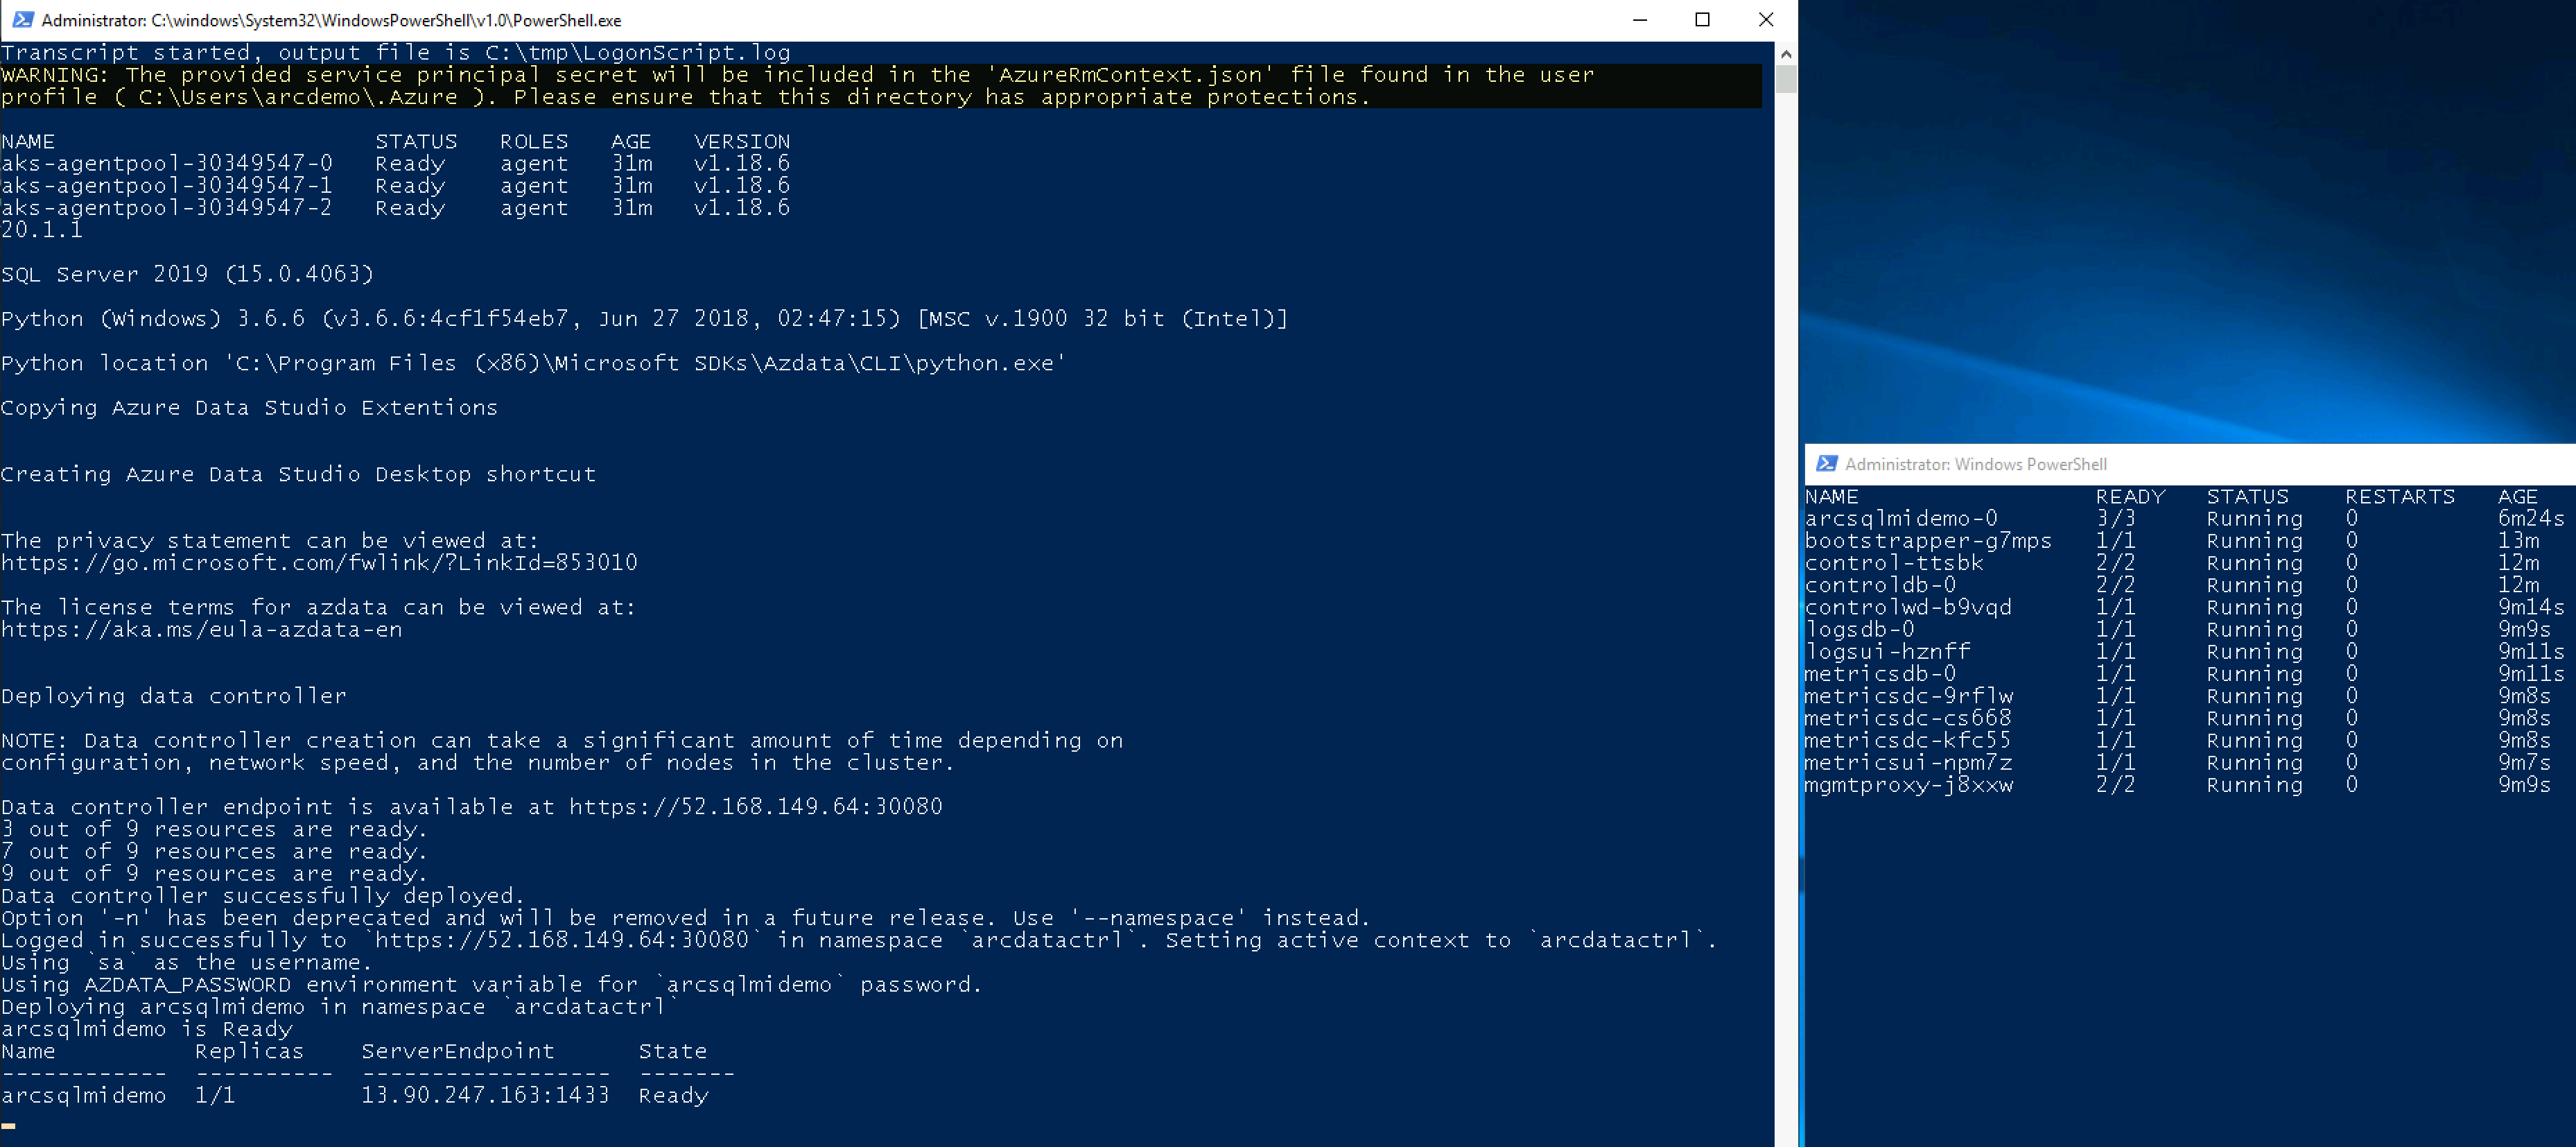 Administrator: C:\windows\System32\WindowsPowerShell\v1.0\PowerShell.exe
Transcript started, output file is C:\tmp\LogonScript.log
WARNING: The provided service principal secret will be included in the 'AzureRmContext.json' file found in the user
profile ( C:\Users\arcdemo\.Azure ). Please ensure that this directory has appropriate protections.
NAME STATUS ROLES AGE VERSION
aks-agentpool-30349547-0 Ready agent 31m v1.18.6
aks-agentpool-30349547-1 Ready agent 31m v1.18.6
aks-agentpool-30349547-2 Ready agent 31m v1.18.6
20.1.1
SQL Server 2019 (15.0.4063)
Python (Windows) 3.6.6 (v3.6.6:4cf1f54eb7, Jun 27 2018, 02:47:15) [MSC v.1900 32 bit (Intel)]
Python location 'C:\Program Files (x86)\Microsoft SDKs\Azdata\CLI\python.exe'
Copying Azure Data Studio Extentions
Creating Azure Data Studio Desktop shortcut
The privacy statement can be viewed at:
https://go.microsoft.com/fwlink/?LinkId=853010
The license terms for azdata can be viewed at:
https://aka.ms/eula-azdata-en
Deploying data controller
NOTE: Data controller creation can take a significant amount of time depending on
configuration, network speed, and the number of nodes in the cluster.
Data controller endpoint is available at https://52.168.149.64:30080
3 out of 9 resources are ready.
7 out of 9 resources are ready.
9 out of 9 resources are ready.
Data controller successfully deployed.
Option '-n' has been deprecated and will be removed in a future release. Use '--namespace' instead.
Logged in successfully to `https://52.168.149.64:30080` in namespace `arcdatactrl`. Setting active context to `arcdatactrl`.
Using `sa` as the username.
Using AZDATA_PASSWORD environment variable for `arcsqlmidemo` password.
Deploying arcsqlmidemo in namespace `arcdatactrl`
arcsqlmidemo is Ready
Name Replicas ServerEndpoint State
------------ ---------- ------------------ -------
arcsqlmidemo 1/1 13.90.247.163:1433 Ready
Administrator: Windows PowerShell
NAME READY STATUS RESTARTS AGE
arcsqlmidemo-0 3/3 Running 0 6m24s
bootstrapper-g7mps 1/1 Running 0 13m
control-ttsbk 2/2 Running 0 12m
controldb-0 2/2 Running 0 12m
controlwd-b9vqd 1/1 Running 0 9m14s
logsdb-0 1/1 Running 0 9m9s
logsui-hznff 1/1 Running 0 9m11s
metricsdb-0 1/1 Running 0 9m11s
metricsdc-9rflw 1/1 Running 0 9m8s
metricsdc-cs668 1/1 Running 0 9m8s
metricsdc-kfc55 1/1 Running 0 9m8s
metricsui-npm7z 1/1 Running 0 9m7s
mgmtproxy-j8xxw 2/2 Running 0 9m9s